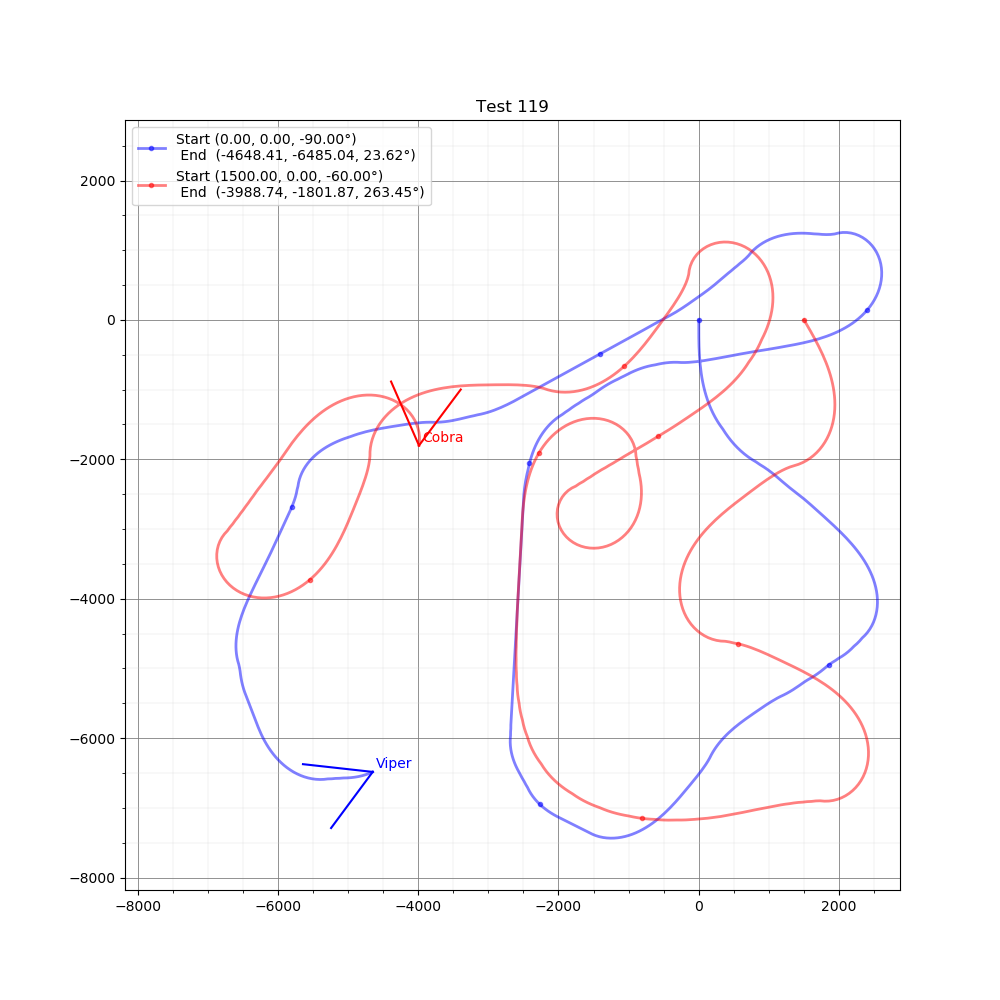 Test 119
Start (0.00, 0.00, -90.00°)
End  (-4648.41, -6485.04, 23.62°)
Start (1500.00, 0.00, -60.00°)
End  (-3988.74, -1801.87, 263.45°)
2000
0
−2000
−4000
−6000
−8000
Cobra
Viper
−8000 −6000 −4000 −2000 0 2000